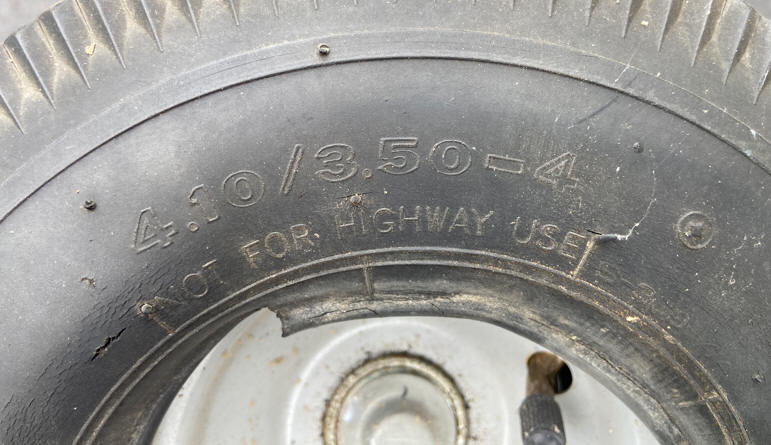 4.10/3.50-4
NOT FOR HIGHWAY USE